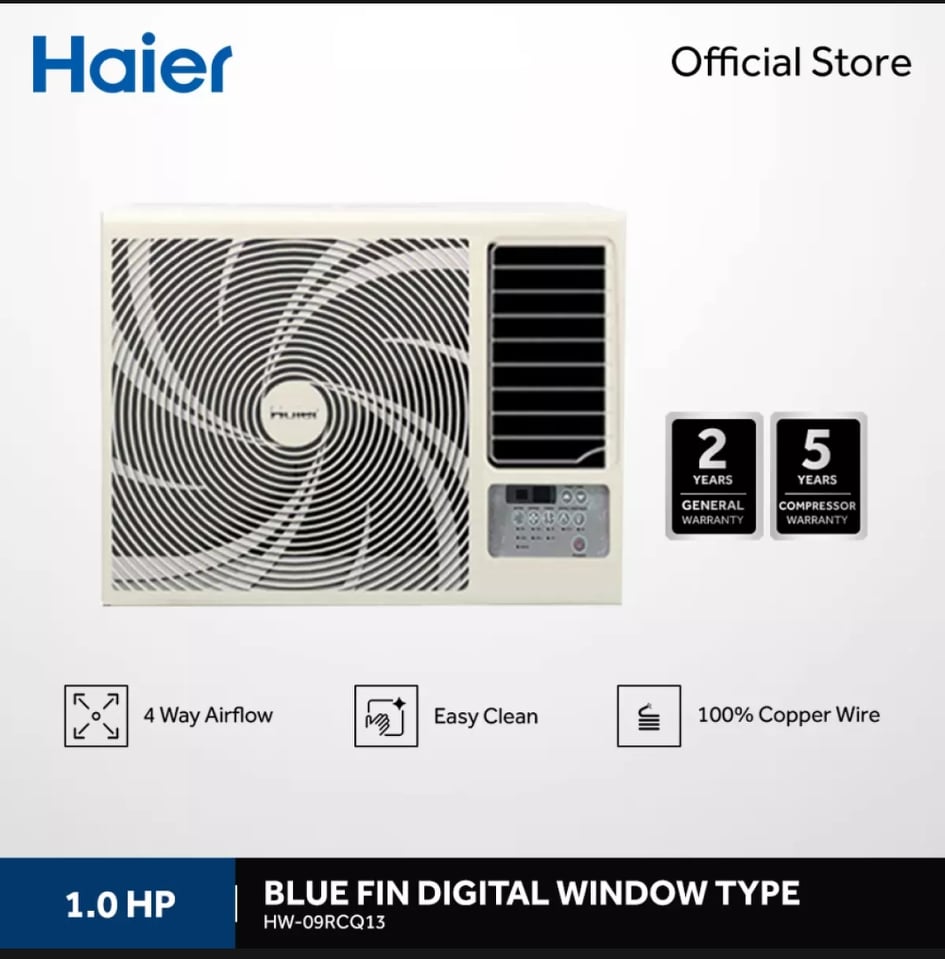 Haier
Official Store
Haier
2
YEARS
GENERAL
WARRANTY
5
YEARS
COMPRESSOR
WARRANTY
4 Way Airflow
Easy Clean
100% Copper Wire
1.0 HP
BLUE FIN DIGITAL WINDOW TYPE
HW-09RCQ13